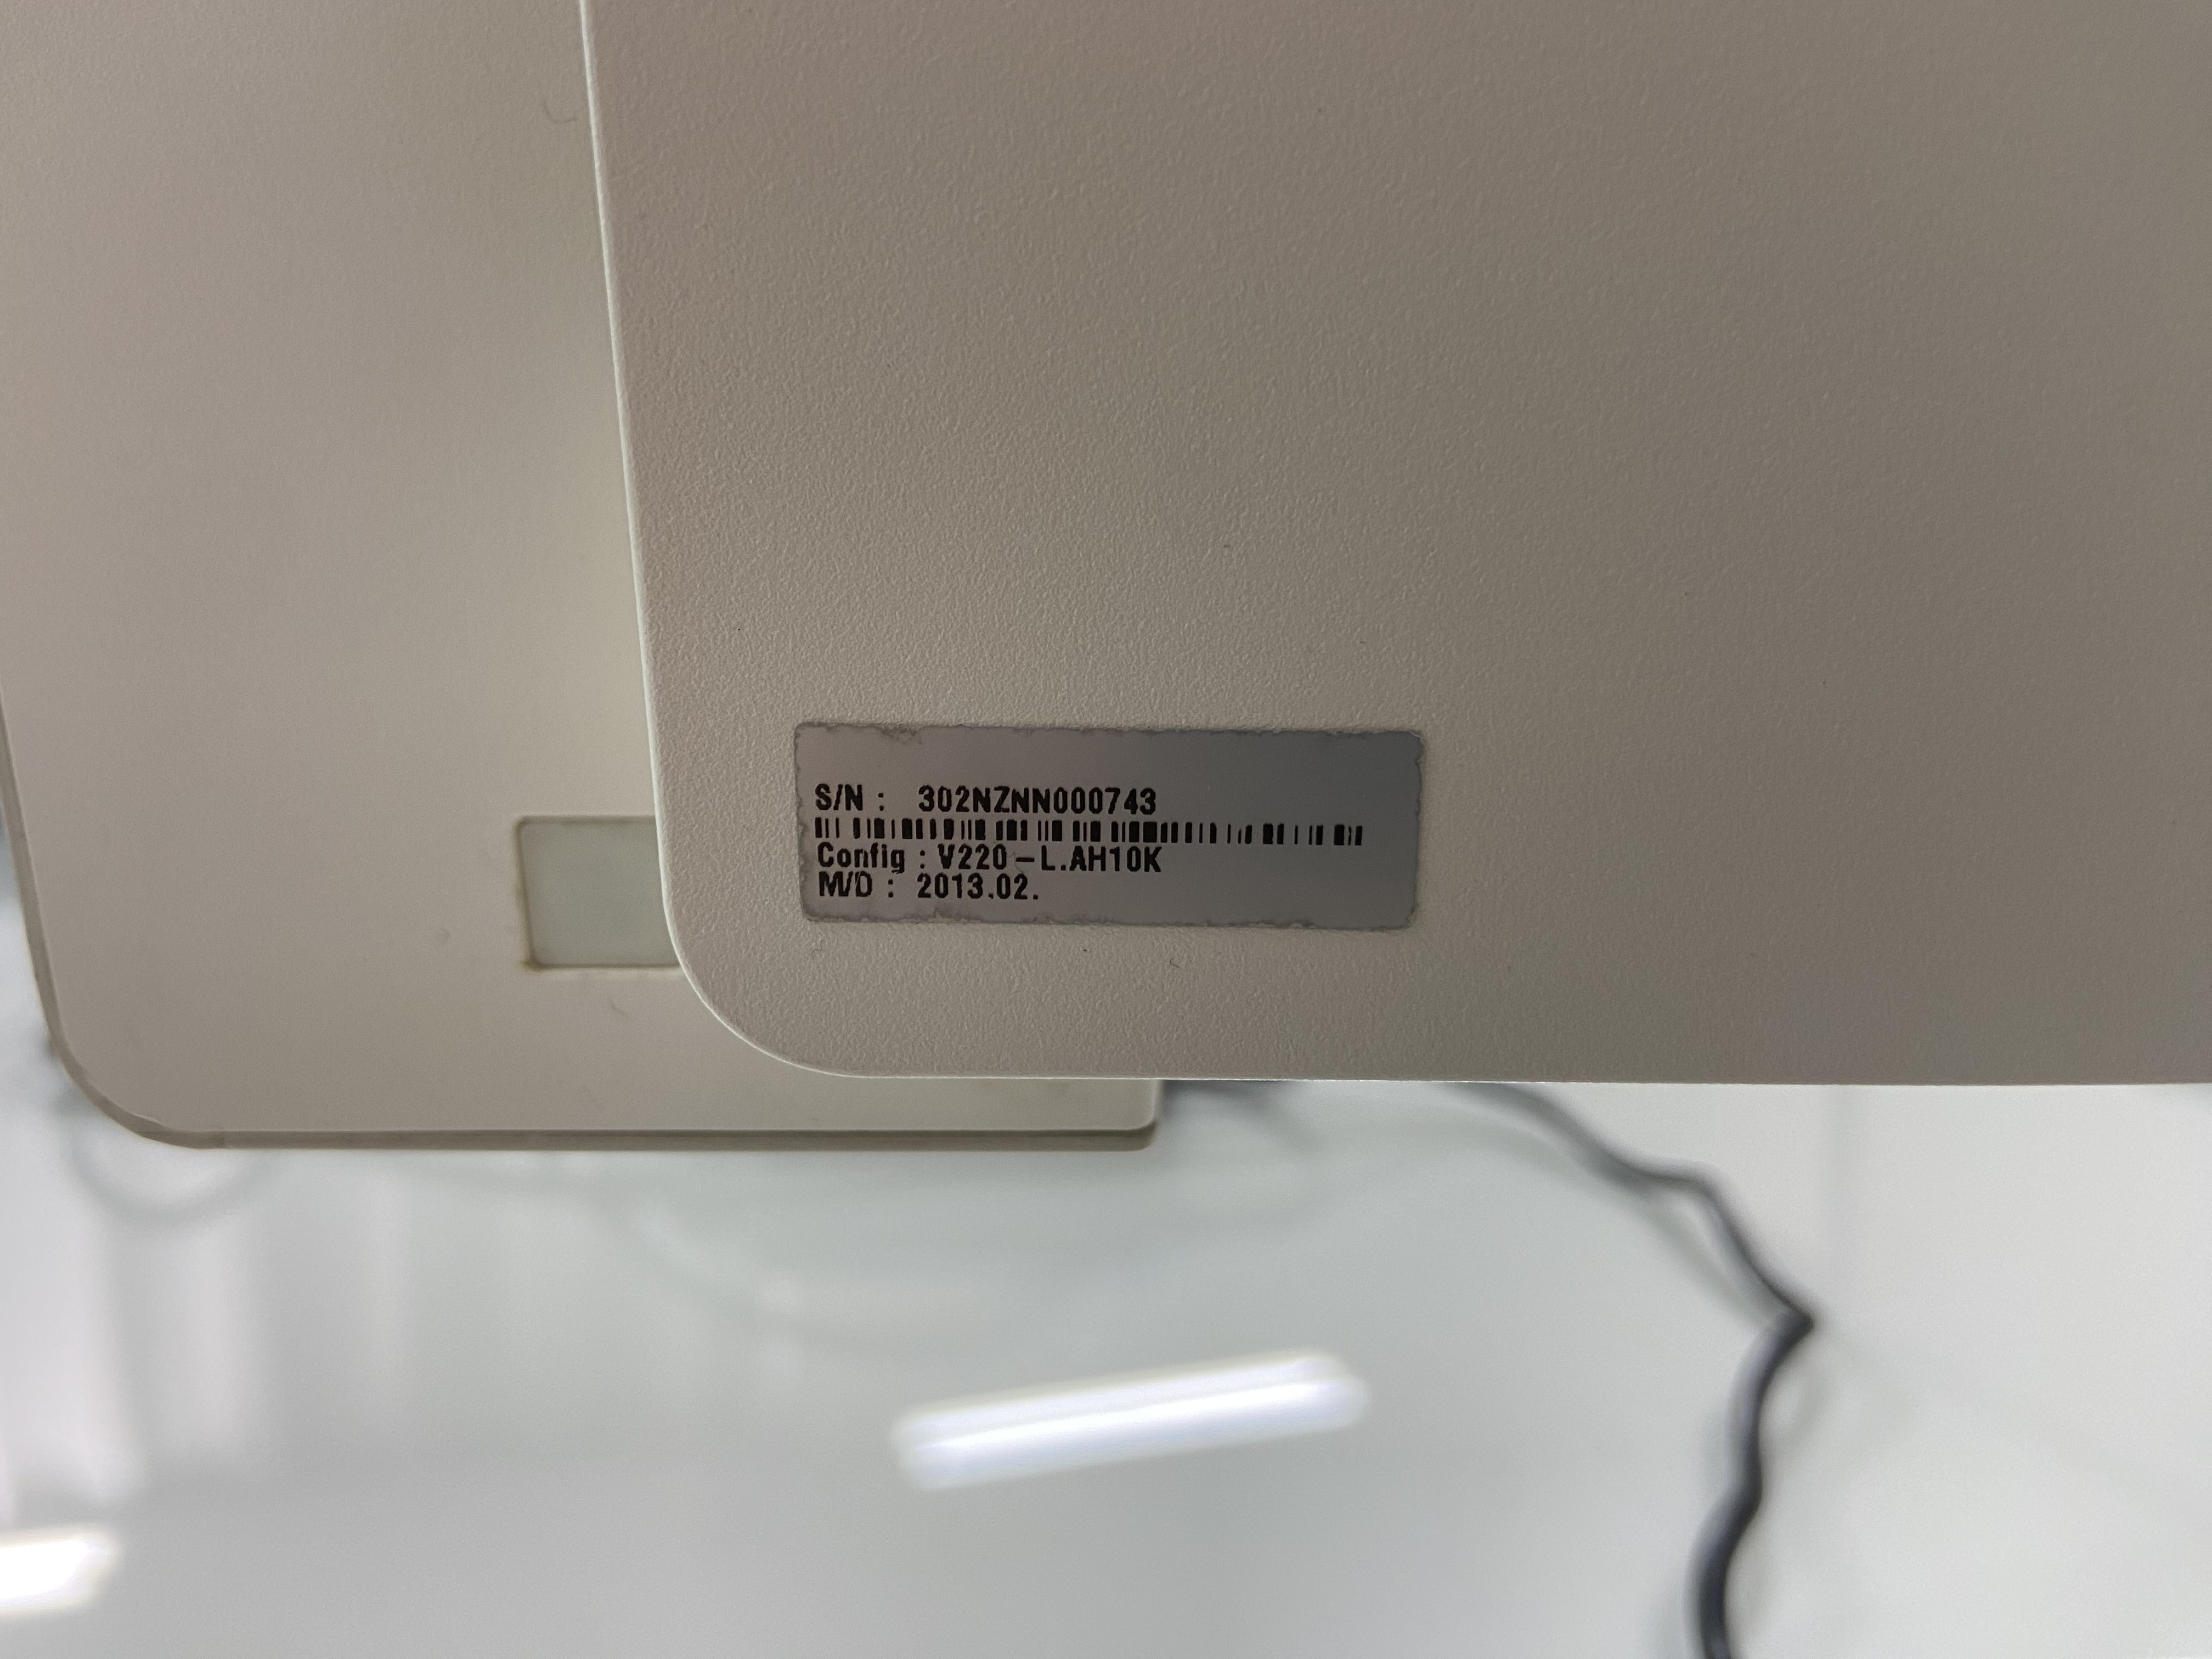 S/N : 302NZNN000743
Config : V220-L.AH10K
M/D : 2013.02.